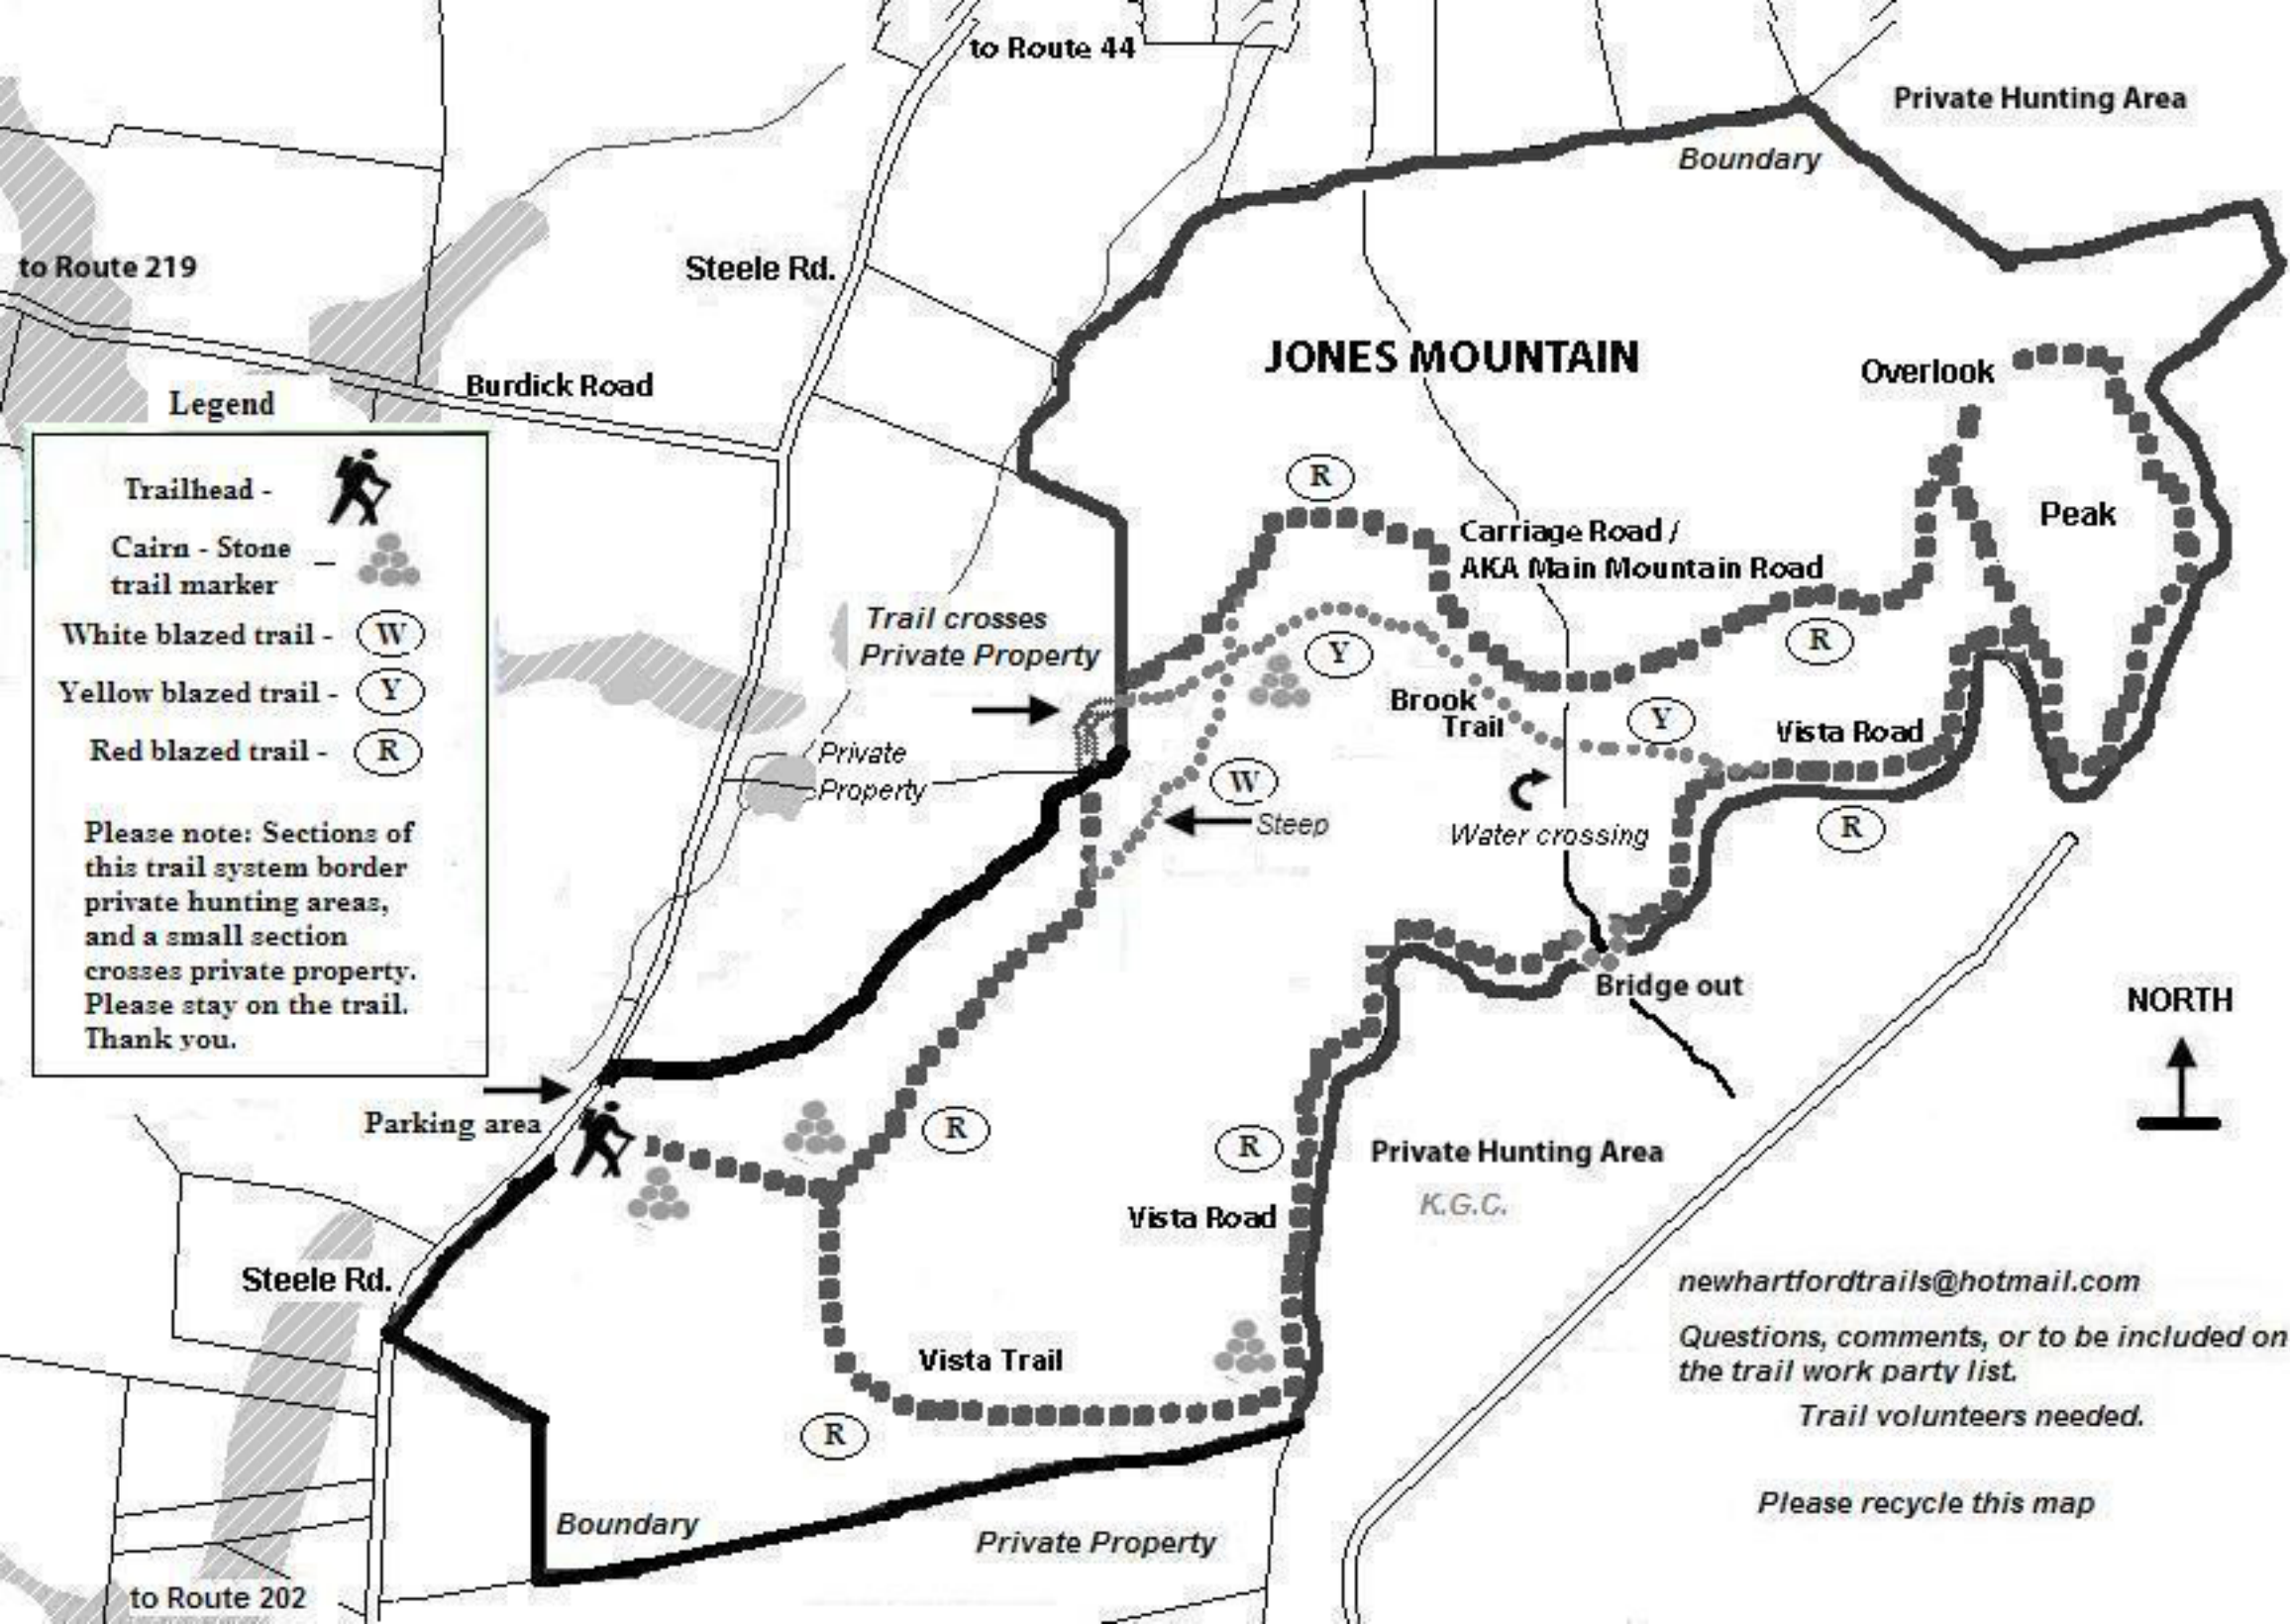 to Route 44
Private Hunting Area
Boundary
to Route 219
Steele Rd.
JONES MOUNTAIN
Overlook
Burdick Road
Legend
Trailhead -
Cairn - Stone
trail marker –
White blazed trail - W
Yellow blazed trail - Y
Red blazed trail - R
Please note: Sections of
this trail system border
private hunting areas,
and a small section
crosses private property.
Please stay on the trail.
Thank you.
R
Peak
Carriage Road /
AKA Main Mountain Road
Trail crosses
Private Property
Y
R
Brook
Trail
Y
Vista Road
Private
Property
W
Steep
Water crossing
R
Bridge out
NORTH
Parking area
R
R
Private Hunting Area
K.G.C.
Vista Road
Steele Rd.
newhartfordtrails@hotmail.com
Questions, comments, or to be included on
the trail work party list.
Trail volunteers needed.
Vista Trail
R
Please recycle this map
Boundary
Private Property
to Route 202